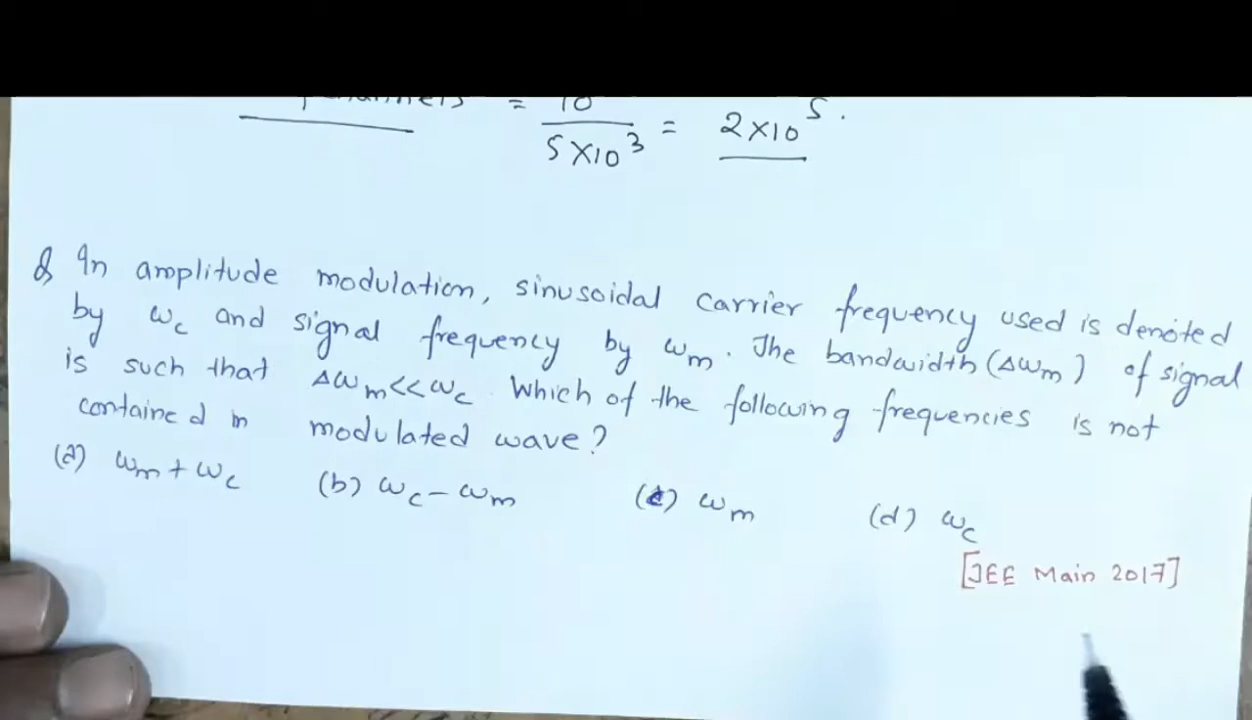 = 10 / 5×10³ = 2×10⁵.
Q In amplitude modulation, sinusoidal carrier frequency used is denoted
by ωc and signal frequency by ωm. The bandwidth (Δωm) of signal
is such that Δωm<<ωc. Which of the following frequencies is not
contained in modulated wave?
(a) ωm + ωc (b) ωc − ωm (c) ωm (d) ωc
[JEE Main 2017]